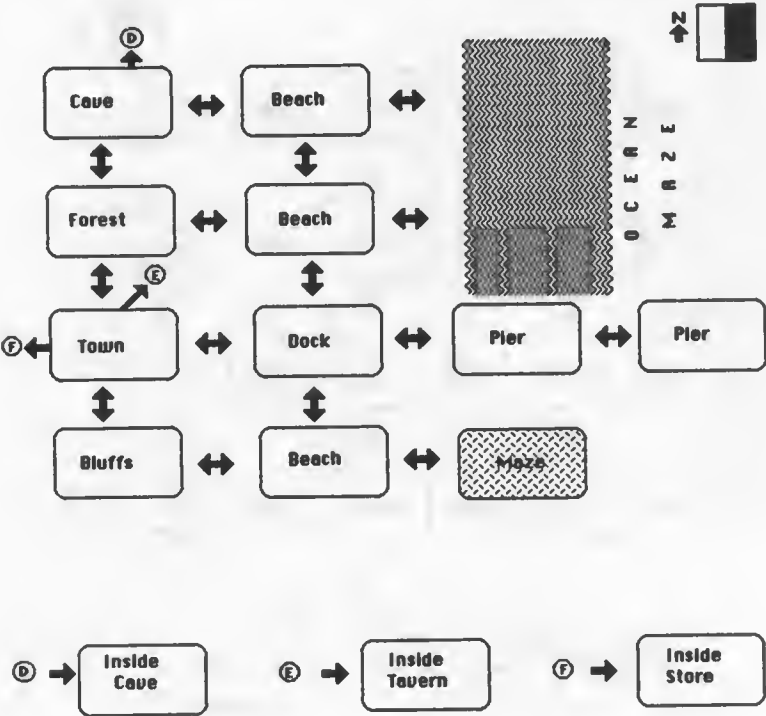 D
N
Cave
Beach
OCEAN
MAZE
Forest
Beach
E
F
Town
Dock
Pier
Pier
Bluffs
Beach
Maze
D
Inside
Cave
E
Inside
Tavern
F
Inside
Store